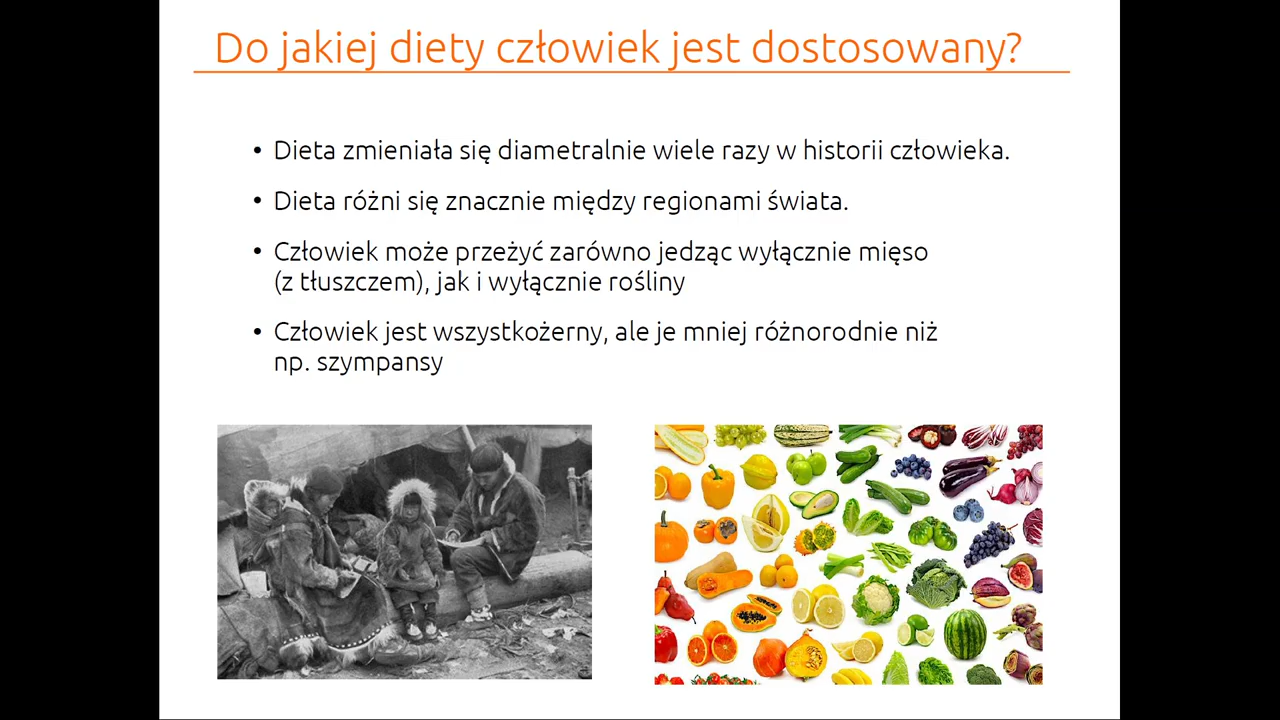 Do jakiej diety człowiek jest dostosowany?
• Dieta zmieniała się diametralnie wiele razy w historii człowieka.
• Dieta różni się znacznie między regionami świata.
• Człowiek może przeżyć zarówno jedząc wyłącznie mięso
(z tłuszczem), jak i wyłącznie rośliny
• Człowiek jest wszystkożerny, ale je mniej różnorodnie niż
np. szympansy